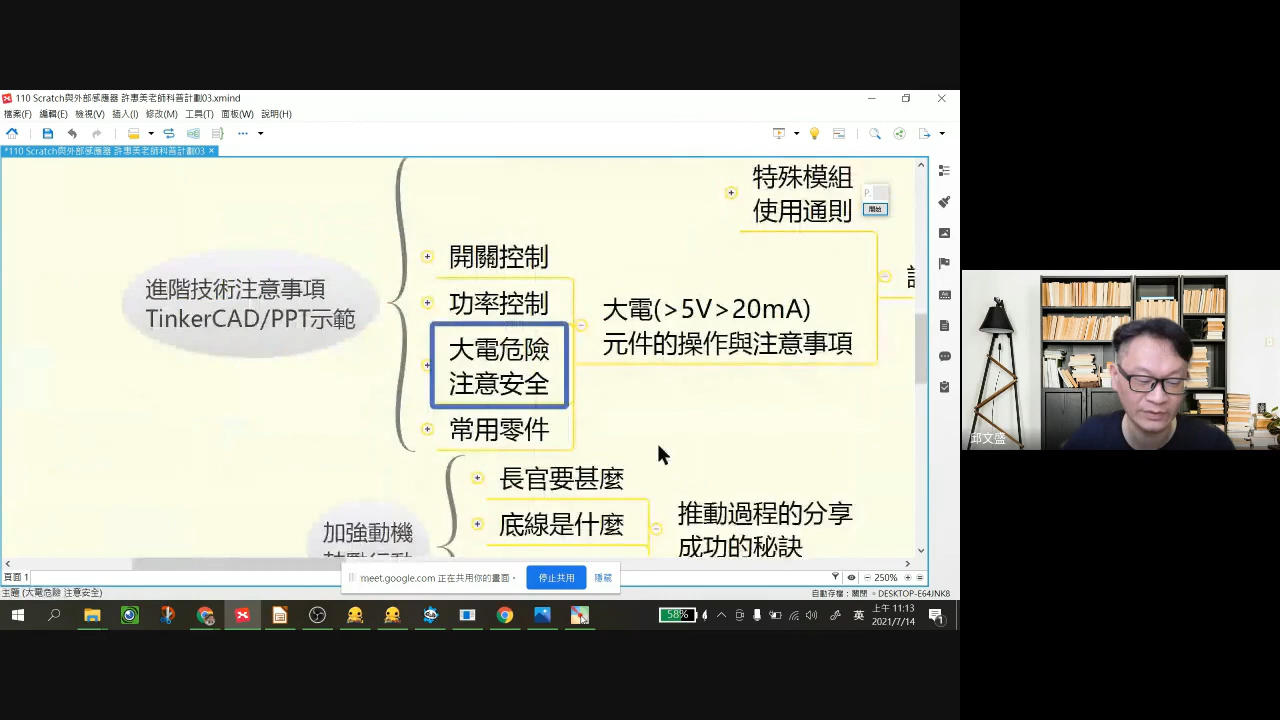 110 Scratch與外部感應器 許惠美老師科普計劃03.xmind
檔案(F) 編輯(E) 檢視(V) 插入(I) 修改(M) 工具(T) 面板(W) 說明(H)
*110 Scratch與外部感應器 許惠美老師科普計劃03
特殊模組
使用通則
開始
開關控制
進階技術注意事項
TinkerCAD/PPT示範
功率控制
大電(>5V>20mA)
元件的操作與注意事項
大電危險
注意安全
常用零件
長官要甚麼
底線是什麼
加強動機
推動過程的分享
成功的秘訣
邱文盛
頁面 1
meet.google.com 正在共用你的畫面。
停止共用
隱藏
250%
主題 (大電危險 注意安全)
自動存檔：關閉
DESKTOP-E64JNK8
58%
英
上午 11:13
2021/7/14
1